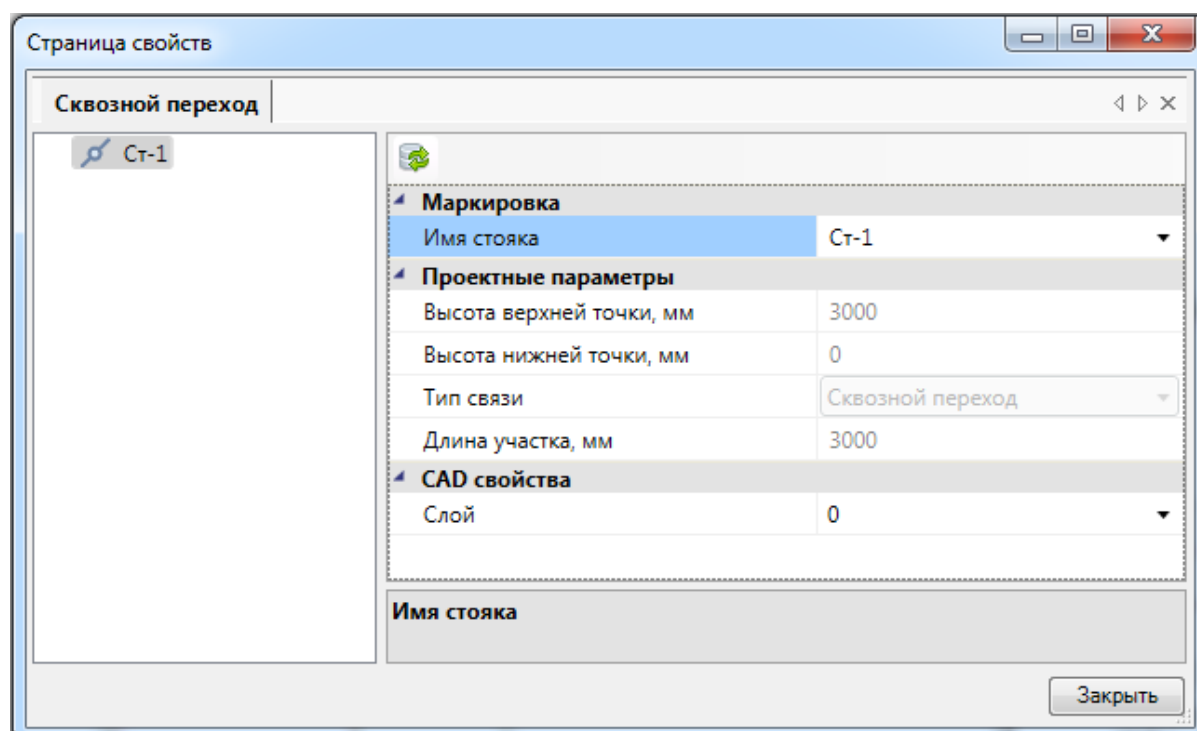 Страница свойств
Сквозной переход
Ст-1
Маркировка
Имя стояка Ст-1
Проектные параметры
Высота верхней точки, мм 3000
Высота нижней точки, мм 0
Тип связи Сквозной переход
Длина участка, мм 3000
CAD свойства
Слой 0
Имя стояка
Закрыть